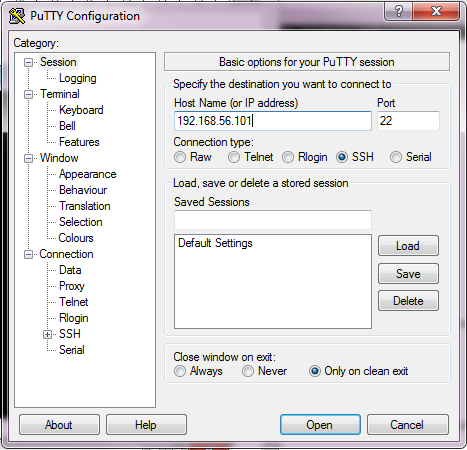 PuTTY Configuration
Category:
Session
Logging
Terminal
Keyboard
Bell
Features
Window
Appearance
Behaviour
Translation
Selection
Colours
Connection
Data
Proxy
Telnet
Rlogin
SSH
Serial
Basic options for your PuTTY session
Specify the destination you want to connect to
Host Name (or IP address) Port
192.168.56.101 22
Connection type:
Raw Telnet Rlogin SSH Serial
Load, save or delete a stored session
Saved Sessions
Default Settings
Load
Save
Delete
Close window on exit:
Always Never Only on clean exit
About Help Open Cancel